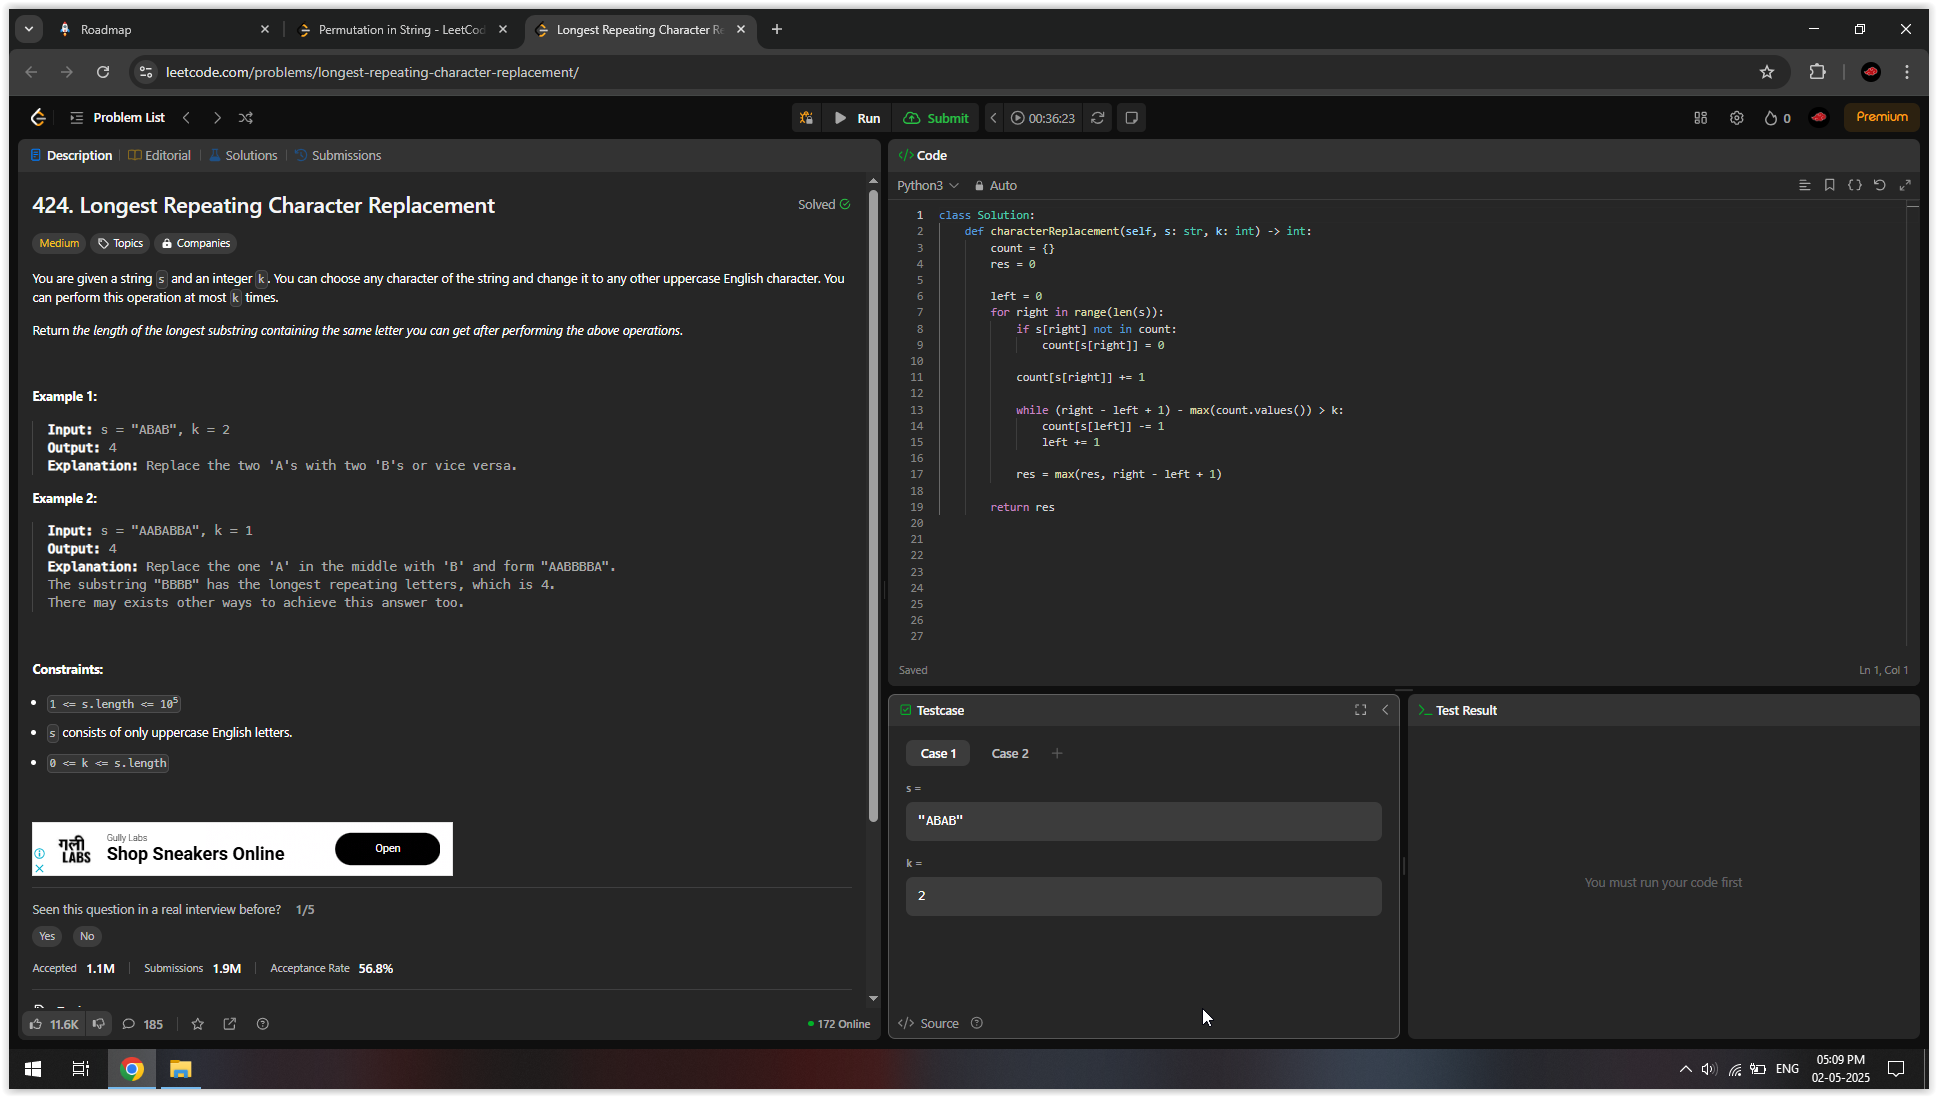 Roadmap
Permutation in String - LeetCod
Longest Repeating Character Re
leetcode.com/problems/longest-repeating-character-replacement/
Problem List
Run
Submit
00:36:23
0
Premium
Description
Editorial
Solutions
Submissions
424. Longest Repeating Character Replacement
Solved
Medium
Topics
Companies
You are given a string s and an integer k. You can choose any character of the string and change it to any other uppercase English character. You
can perform this operation at most k times.
Return the length of the longest substring containing the same letter you can get after performing the above operations.
Example 1:
Input: s = "ABAB", k = 2
Output: 4
Explanation: Replace the two 'A's with two 'B's or vice versa.
Example 2:
Input: s = "AABABBA", k = 1
Output: 4
Explanation: Replace the one 'A' in the middle with 'B' and form "AABBBBA".
The substring "BBBB" has the longest repeating letters, which is 4.
There may exists other ways to achieve this answer too.
Constraints:
1 <= s.length <= 10⁵
s consists of only uppercase English letters.
0 <= k <= s.length
गली
LABS
Gully Labs
Shop Sneakers Online
Open
Seen this question in a real interview before? 1/5
Yes
No
Accepted 1.1M
Submissions 1.9M
Acceptance Rate 56.8%
11.6K
185
172 Online
</> Code
Python3
Auto
1 class Solution:
2     def characterReplacement(self, s: str, k: int) -> int:
3         count = {}
4         res = 0
5
6         left = 0
7         for right in range(len(s)):
8             if s[right] not in count:
9                 count[s[right]] = 0
10
11             count[s[right]] += 1
12
13             while (right - left + 1) - max(count.values()) > k:
14                 count[s[left]] -= 1
15                 left += 1
16
17             res = max(res, right - left + 1)
18
19         return res
20
21
22
23
24
25
26
27
Saved
Ln 1, Col 1
Testcase
Case 1
Case 2
s =
"ABAB"
k =
2
</> Source
Test Result
You must run your code first
ENG
05:09 PM
02-05-2025